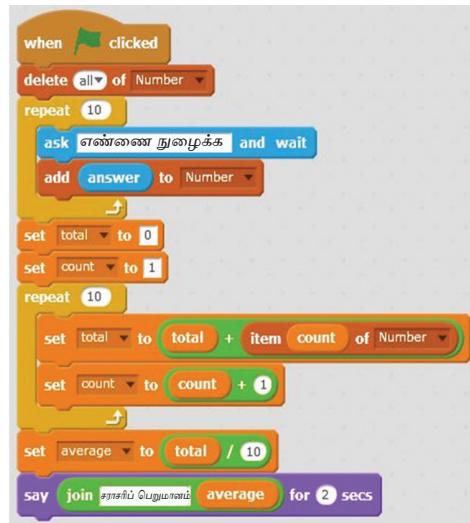 when clicked
delete all of Number
repeat 10
ask எண்ணை நுழைக்க and wait
add answer to Number
set total to 0
set count to 1
repeat 10
set total to total + item count of Number
set count to count + 1
set average to total / 10
say join சராசரிப் பெறுமானம் average for 2 secs